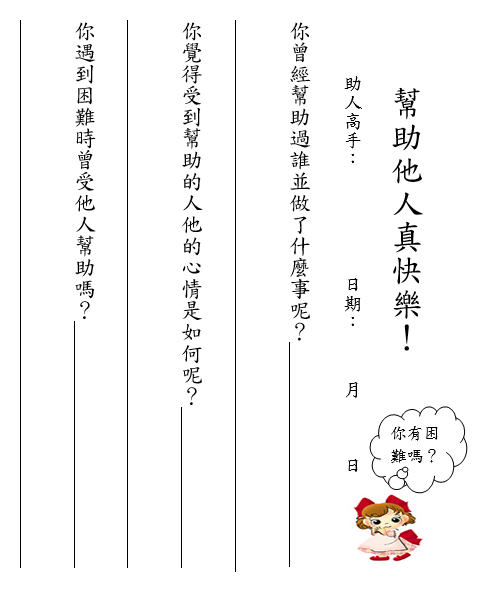 幫助他人真快樂！
助人高手： 日期： 月 日
你有困
難嗎？
你曾經幫助過誰並做了什麼事呢？
你覺得受到幫助的人他的心情是如何呢？
你遇到困難時曾受他人幫助嗎？